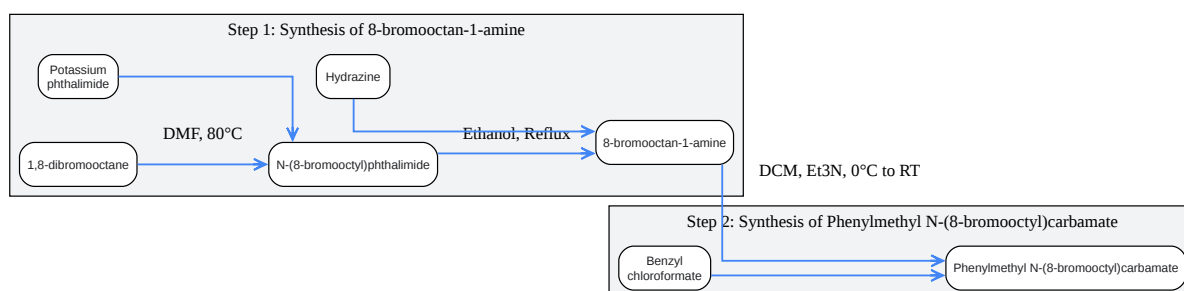 Step 1: Synthesis of 8-bromooctan-1-amine
Potassium
phthalimide
Hydrazine
DMF, 80°C
Ethanol, Reflux
1,8-dibromooctane
N-(8-bromooctyl)phthalimide
8-bromooctan-1-amine
DCM, Et3N, 0°C to RT
Step 2: Synthesis of Phenylmethyl N-(8-bromooctyl)carbamate
Benzyl
chloroformate
Phenylmethyl N-(8-bromooctyl)carbamate